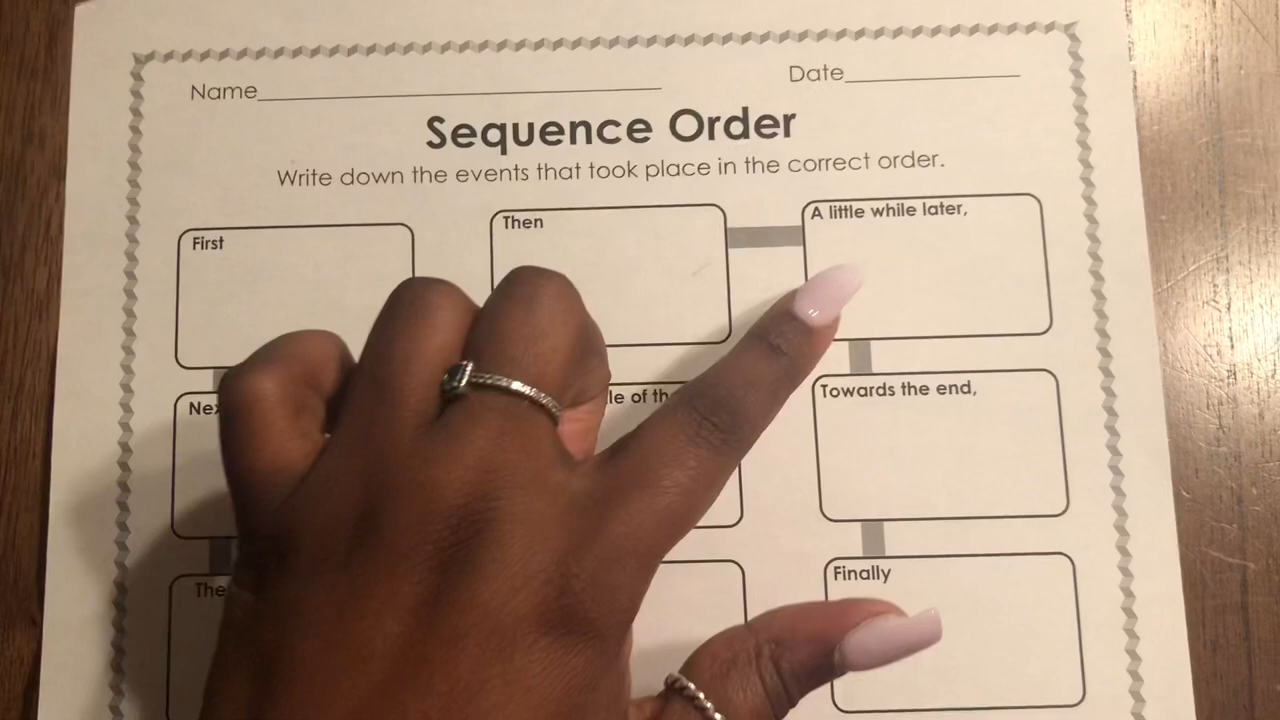 Name
Date
Sequence Order
Write down the events that took place in the correct order.
First
Then
A little while later,
Towards the end,
Finally